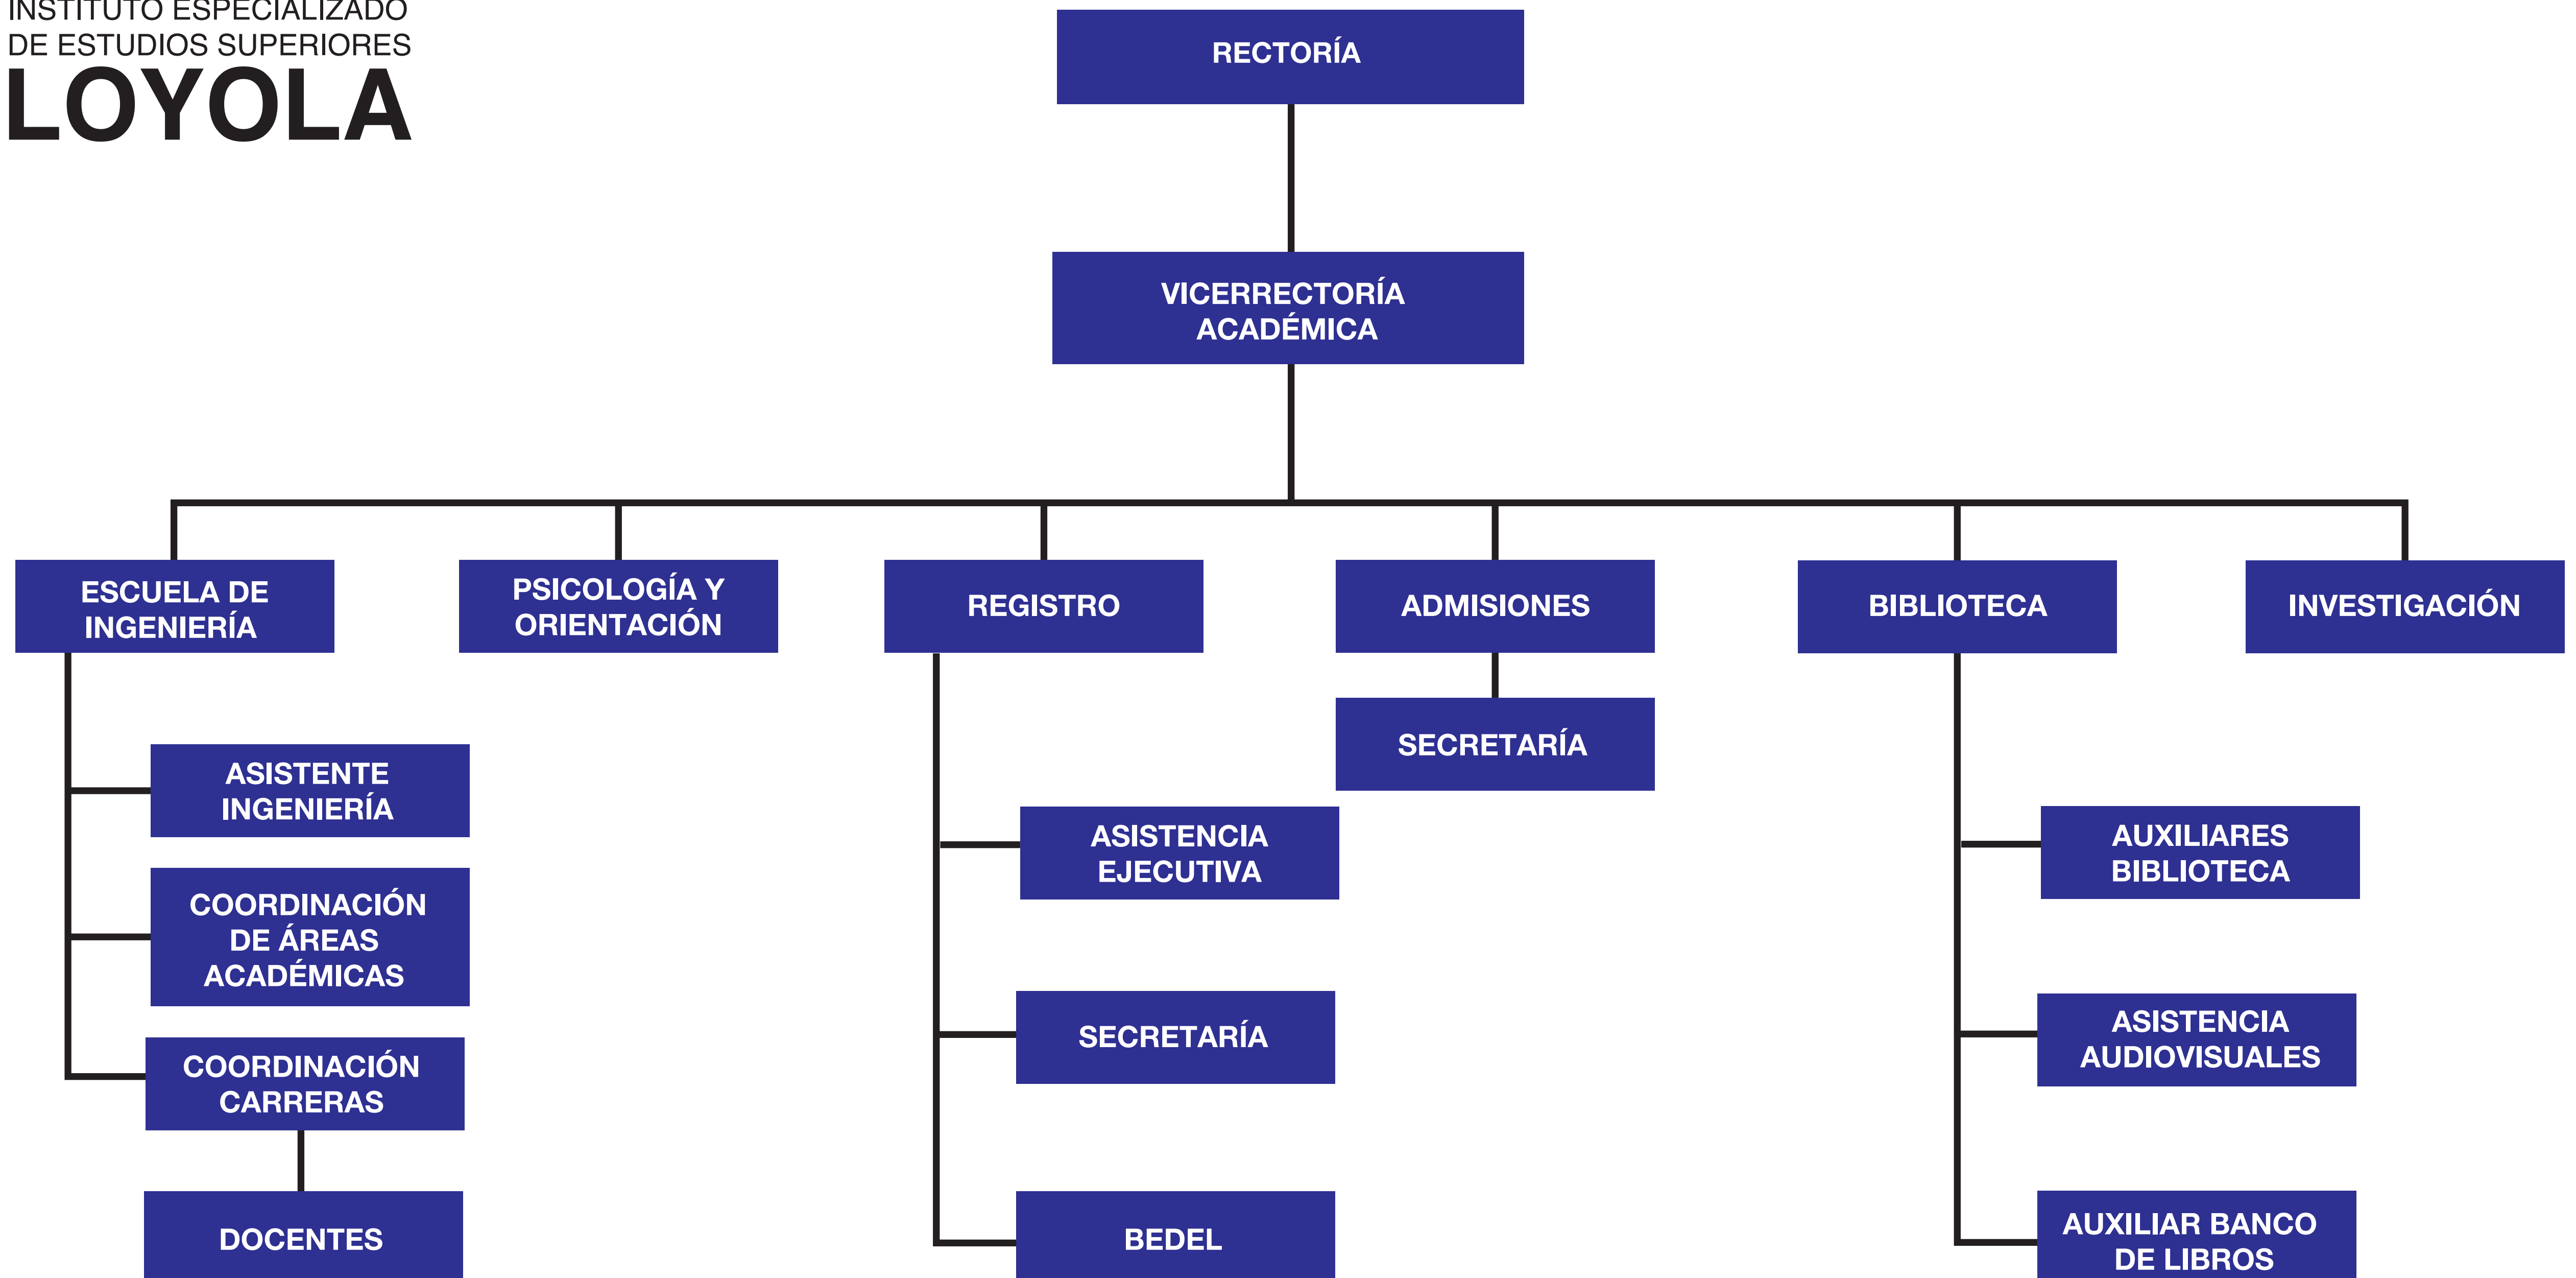 INSTITUTO ESPECIALIZADO
DE ESTUDIOS SUPERIORES
LOYOLA
RECTORÍA
VICERRECTORÍA
ACADÉMICA
ESCUELA DE
INGENIERÍA
PSICOLOGÍA Y
ORIENTACIÓN
REGISTRO
ADMISIONES
BIBLIOTECA
INVESTIGACIÓN
ASISTENTE
INGENIERÍA
COORDINACIÓN
DE ÁREAS
ACADÉMICAS
COORDINACIÓN
CARRERAS
DOCENTES
ASISTENCIA
EJECUTIVA
SECRETARÍA
BEDEL
SECRETARÍA
AUXILIARES
BIBLIOTECA
ASISTENCIA
AUDIOVISUALES
AUXILIAR BANCO
DE LIBROS